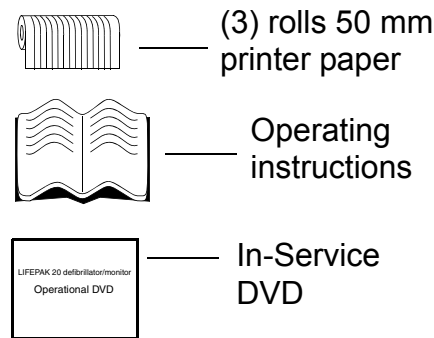 (3) rolls 50 mm
printer paper
Operating
instructions
LIFEPAK 20 defibrillator/monitor
Operational DVD
In-Service
DVD